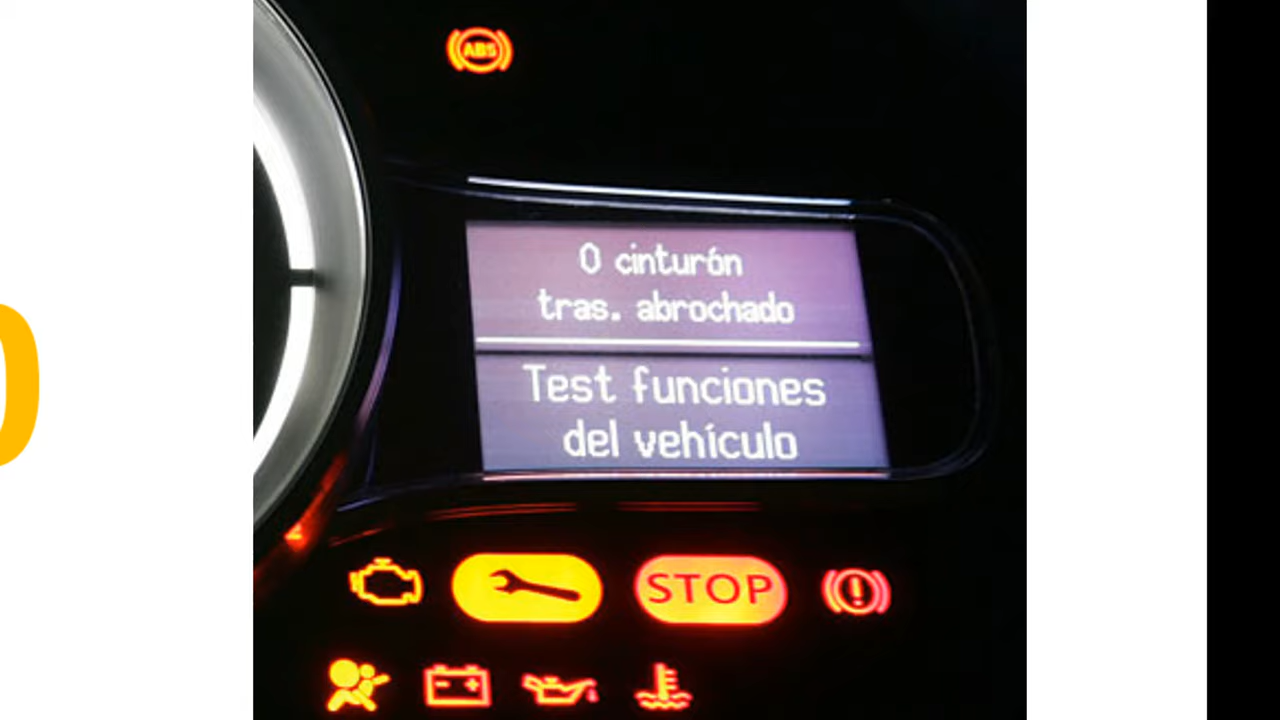 ABS
0 cinturón
tras. abrochado
Test funciones
del vehículo
STOP